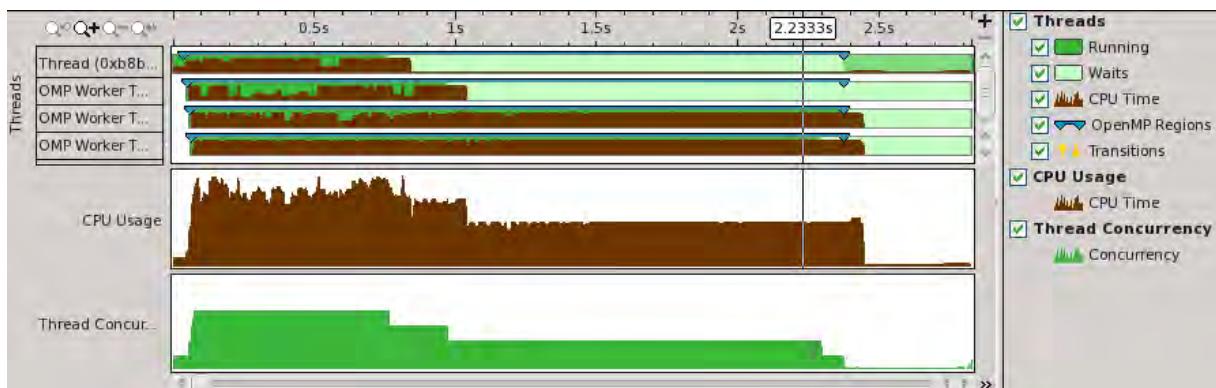 0.5s 1s 1.5s 2s 2.2333s 2.5s
Threads
Thread (0xb8b...
OMP Worker T...
OMP Worker T...
OMP Worker T...
CPU Usage
Thread Concur...
Threads
Running
Waits
CPU Time
OpenMP Regions
Transitions
CPU Usage
CPU Time
Thread Concurrency
Concurrency